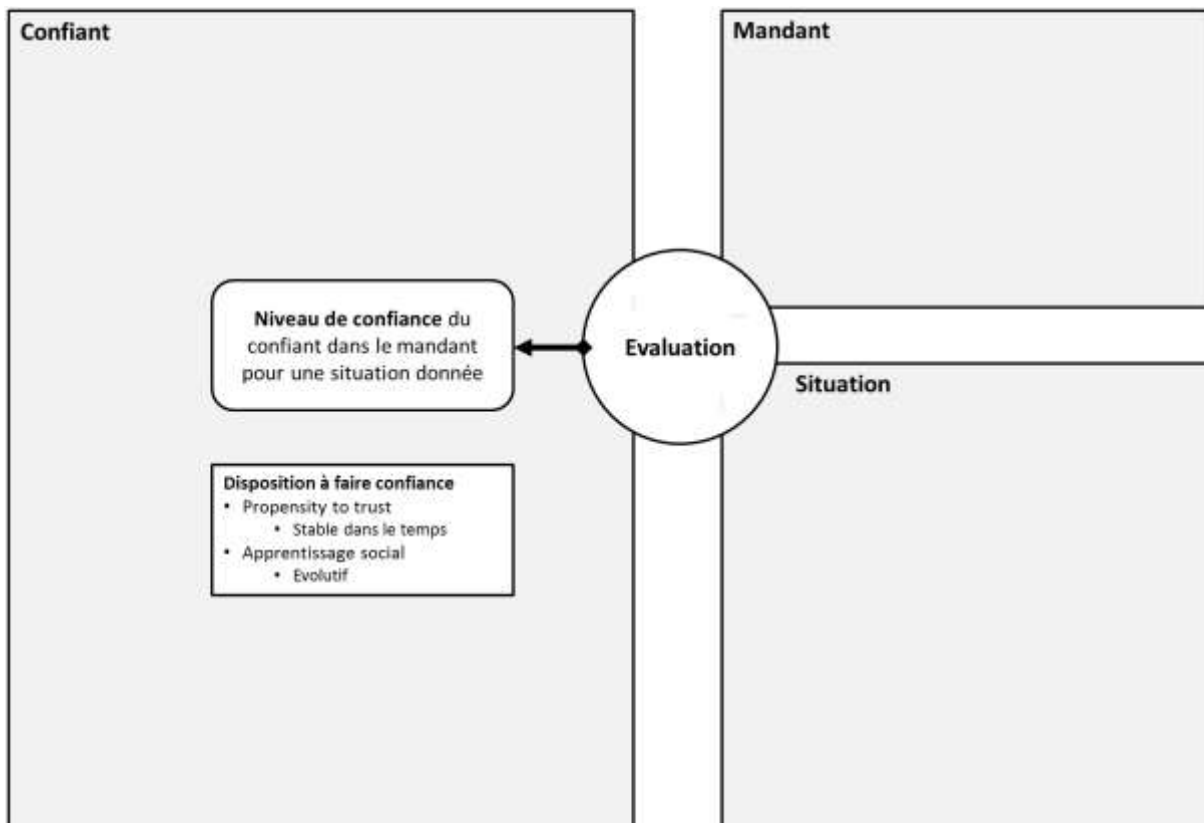 Confiant
Mandant
Niveau de confiance du
confiant dans le mandant
pour une situation donnée
Evaluation
Situation
Disposition à faire confiance
• Propensity to trust
• Stable dans le temps
• Apprentissage social
• Evolutif